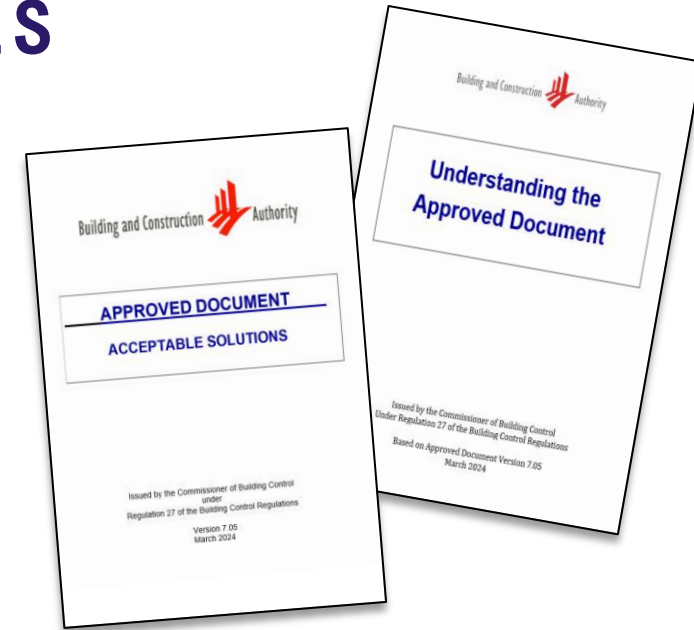 S
Building and Construction Authority
APPROVED DOCUMENT
ACCEPTABLE SOLUTIONS
Issued by the Commissioner of Building Control
under
Regulation 27 of the Building Control Regulations
Version 7.05
March 2024
Building and Construction Authority
Understanding the
Approved Document
Issued by the Commissioner of Building Control
Under Regulation 27 of the Building Control Regulations
Based on Approved Document Version 7.05
March 2024